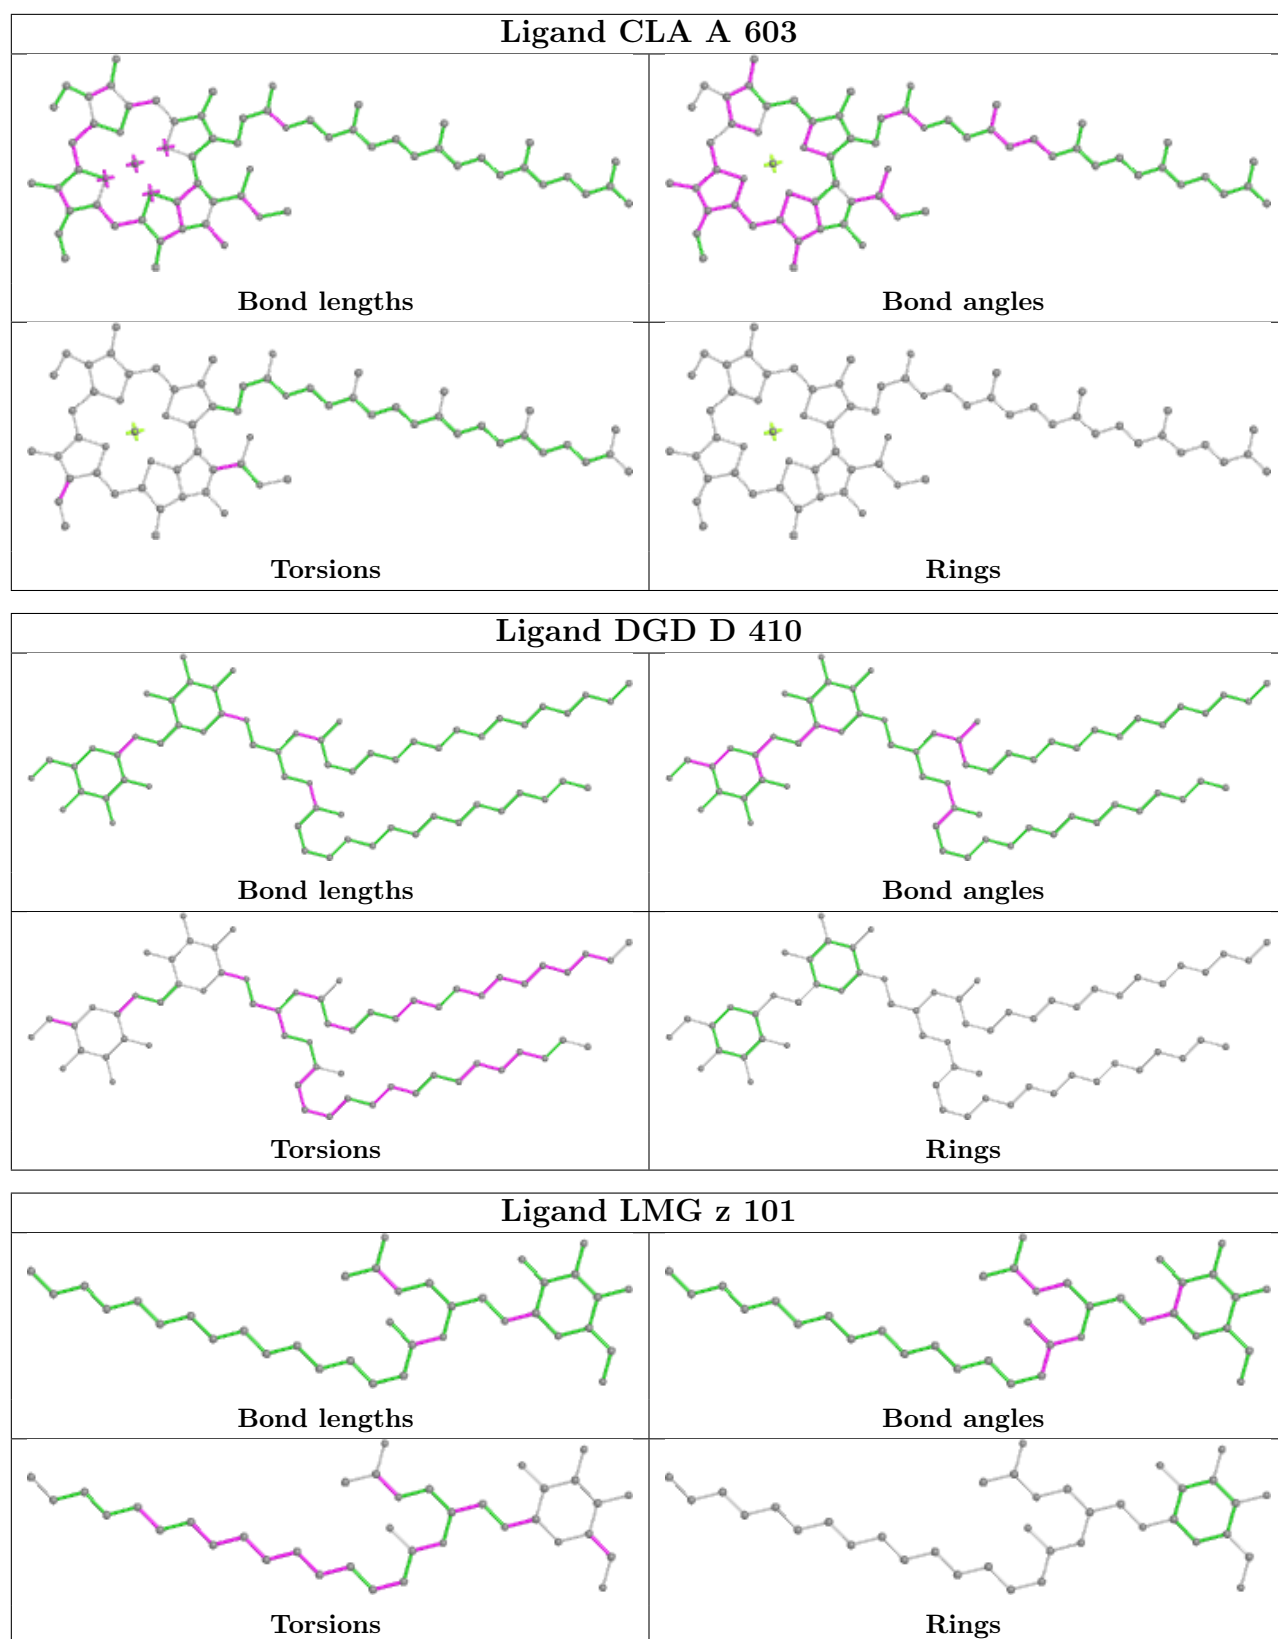 Ligand CLA A 603
Bond lengths
Bond angles
Torsions
Rings
Ligand DGD D 410
Bond lengths
Bond angles
Torsions
Rings
Ligand LMG z 101
Bond lengths
Bond angles
Torsions
Rings